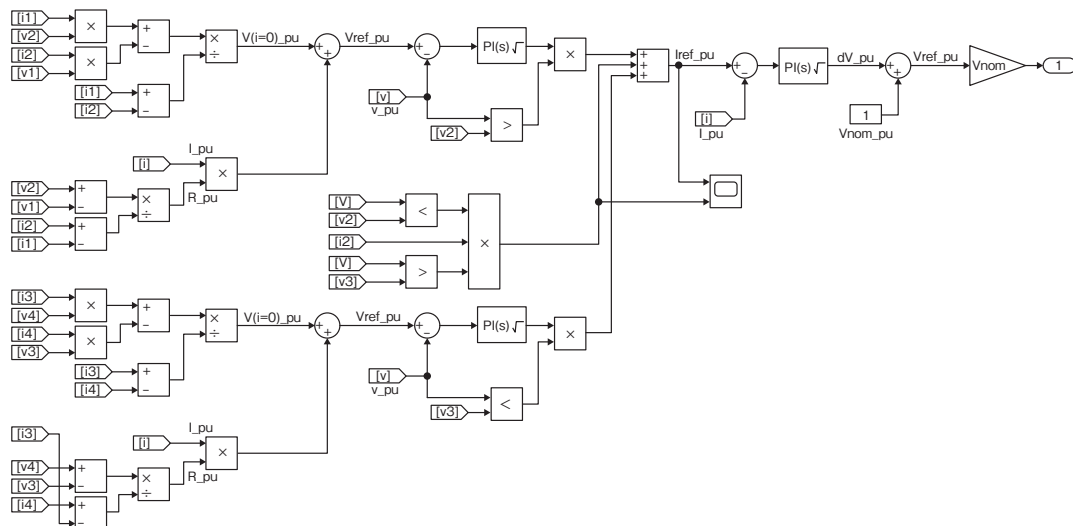 [i1]
[v2]
[i2]
[v1]
×
×
+
−
[i1]
[i2]
+
−
×
÷
V(i=0)_pu
+
+
Vref_pu
+
−
PI(s)√
×
[v]
v_pu
[v2]
>
+
+
+
Iref_pu
+
−
[i]
I_pu
PI(s)√
dV_pu
+
+
1
Vnom_pu
Vref_pu
Vnom
1
[i]
I_pu
R_pu
×
[v2]
[v1]
[i2]
[i1]
+
−
+
−
×
÷
[V]
[v2]
<
[i2]
[V]
[v3]
>
×
[i3]
[v4]
[i4]
[v3]
×
×
+
−
[i3]
[i4]
+
−
×
÷
V(i=0)_pu
+
+
Vref_pu
+
−
PI(s)√
×
[v]
v_pu
[v3]
<
[i3]
[i]
I_pu
R_pu
×
[v4]
[v3]
[i4]
+
−
+
−
×
÷